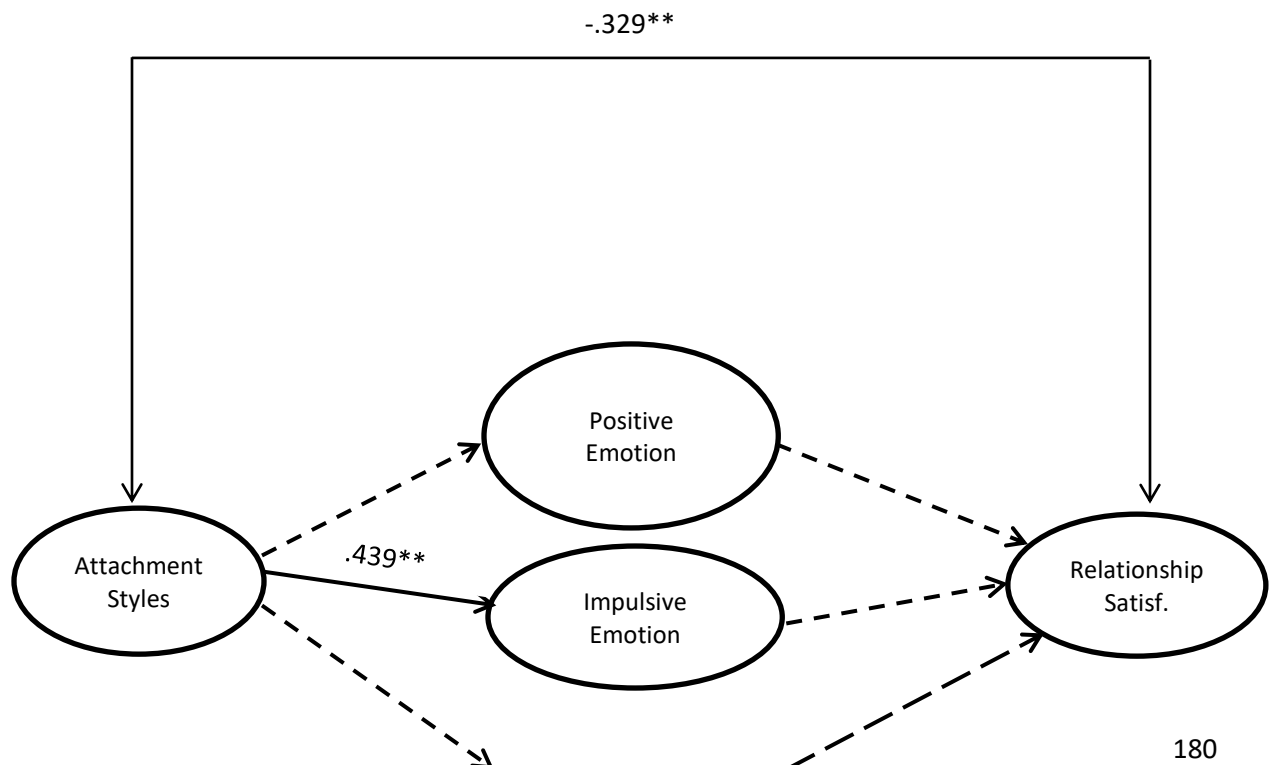 -.329**
Positive
Emotion
.439**
Attachment
Styles
Impulsive
Emotion
Relationship
Satisf.
180